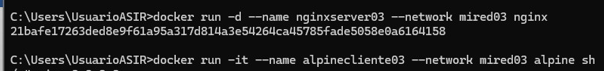 C:\Users\UsuarioASIR>docker run -d --name nginxserver03 --network mired03 nginx
21bafe17263ded8e9f61a95a317d814a3e54264ca45785fade5058e0a6164158
C:\Users\UsuarioASIR>docker run -it --name alpinecliente03 --network mired03 alpine sh